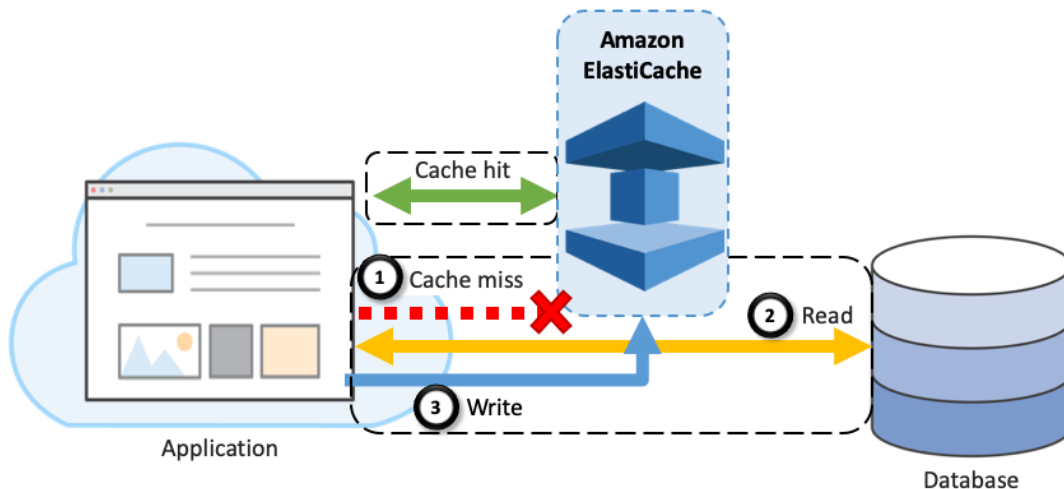 Amazon
ElastiCache
Cache hit
1 Cache miss
2 Read
3 Write
Application
Database